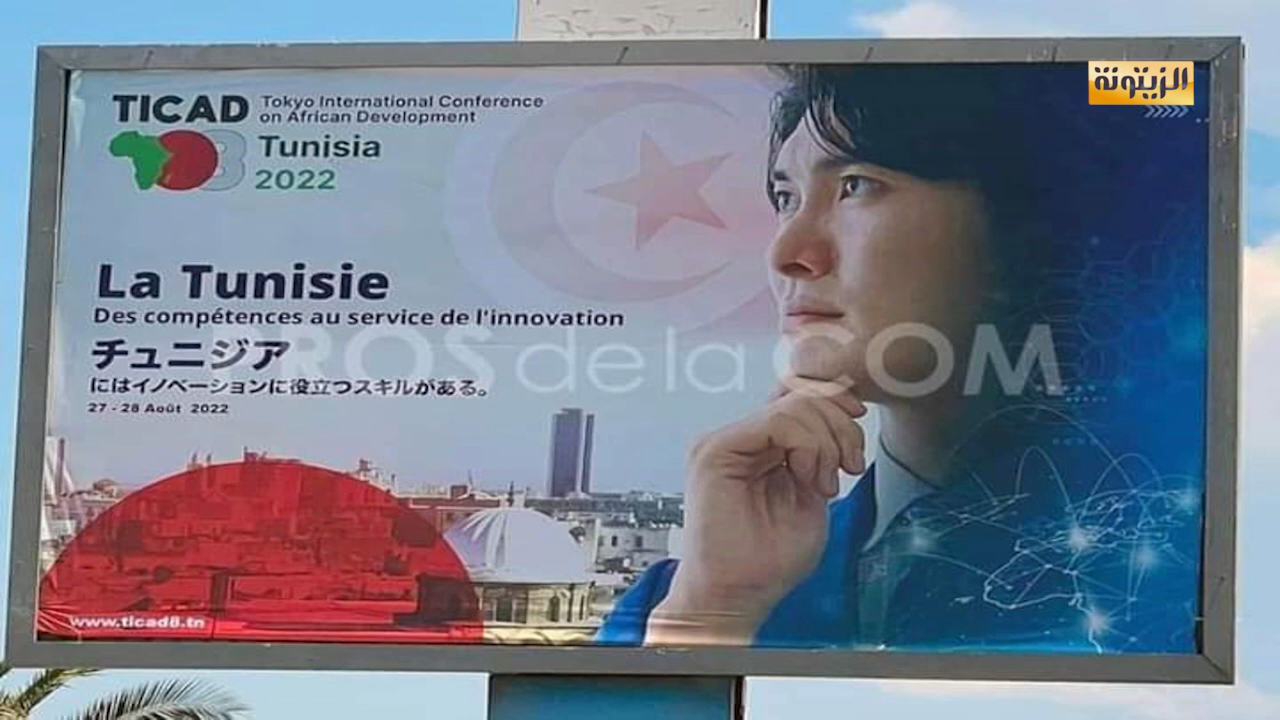 الزيتونة
TICAD
Tokyo International Conference
on African Development
8
Tunisia
2022
La Tunisie
Des compétences au service de l'innovation
チュニジア
にはイノベーションに役立つスキルがある。
27 - 28 Août 2022
PROS de la COM
www.ticad8.tn